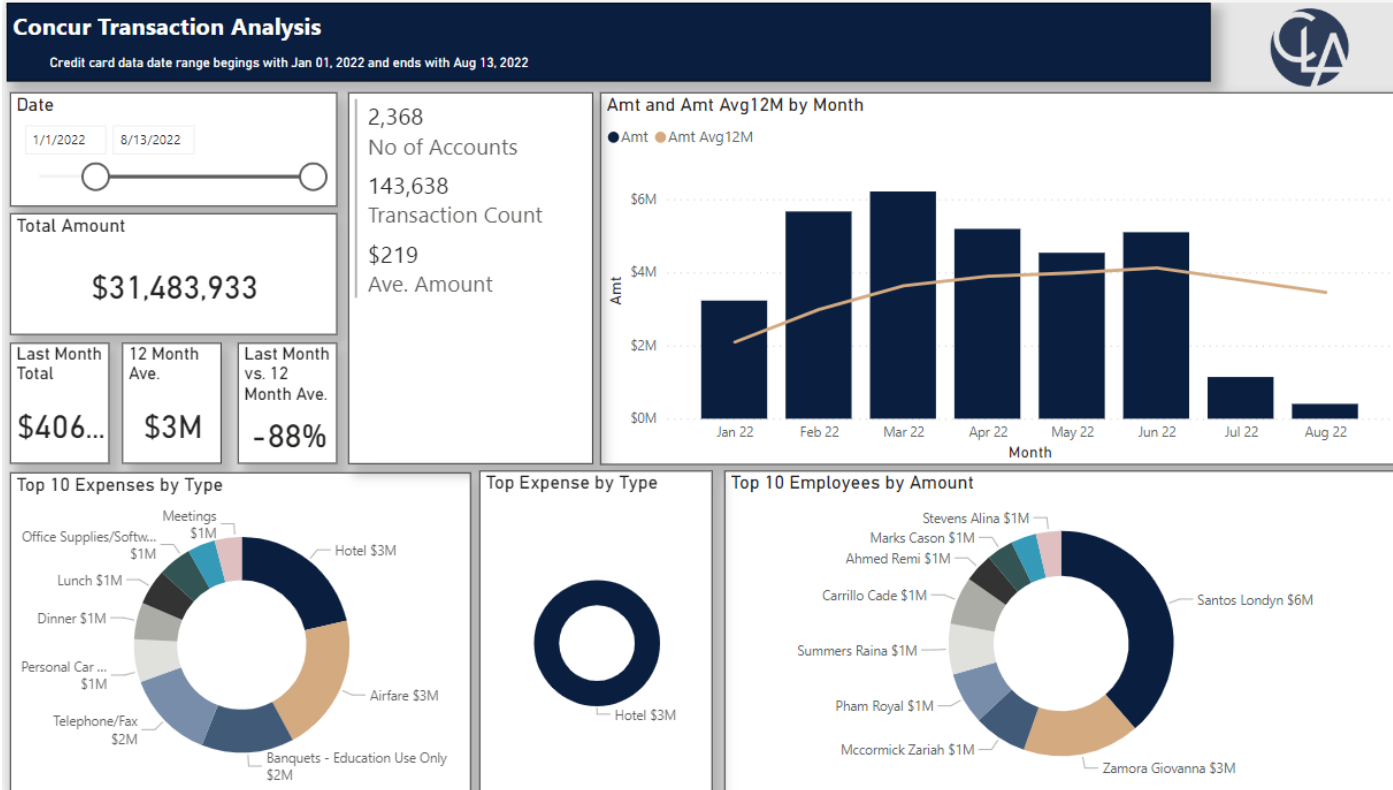 Concur Transaction Analysis
Credit card data date range begings with Jan 01, 2022 and ends with Aug 13, 2022
CLA
Date
1/1/2022
8/13/2022
Total Amount
$31,483,933
Last Month
Total
$406...
12 Month
Ave.
$3M
Last Month
vs. 12
Month Ave.
-88%
2,368
No of Accounts
143,638
Transaction Count
$219
Ave. Amount
Amt and Amt Avg12M by Month
Amt Amt Avg12M
Amt
$6M
$4M
$2M
$0M
Jan 22 Feb 22 Mar 22 Apr 22 May 22 Jun 22 Jul 22 Aug 22
Month
Top 10 Expenses by Type
Meetings
$1M
Office Supplies/Softw...
$1M
Lunch $1M
Dinner $1M
Personal Car ...
$1M
Telephone/Fax
$2M
Hotel $3M
Airfare $3M
Banquets - Education Use Only
$2M
Top Expense by Type
Hotel $3M
Top 10 Employees by Amount
Stevens Alina $1M
Marks Cason $1M
Ahmed Remi $1M
Carrillo Cade $1M
Summers Raina $1M
Pham Royal $1M
Mccormick Zariah $1M
Santos Londyn $6M
Zamora Giovanna $3M